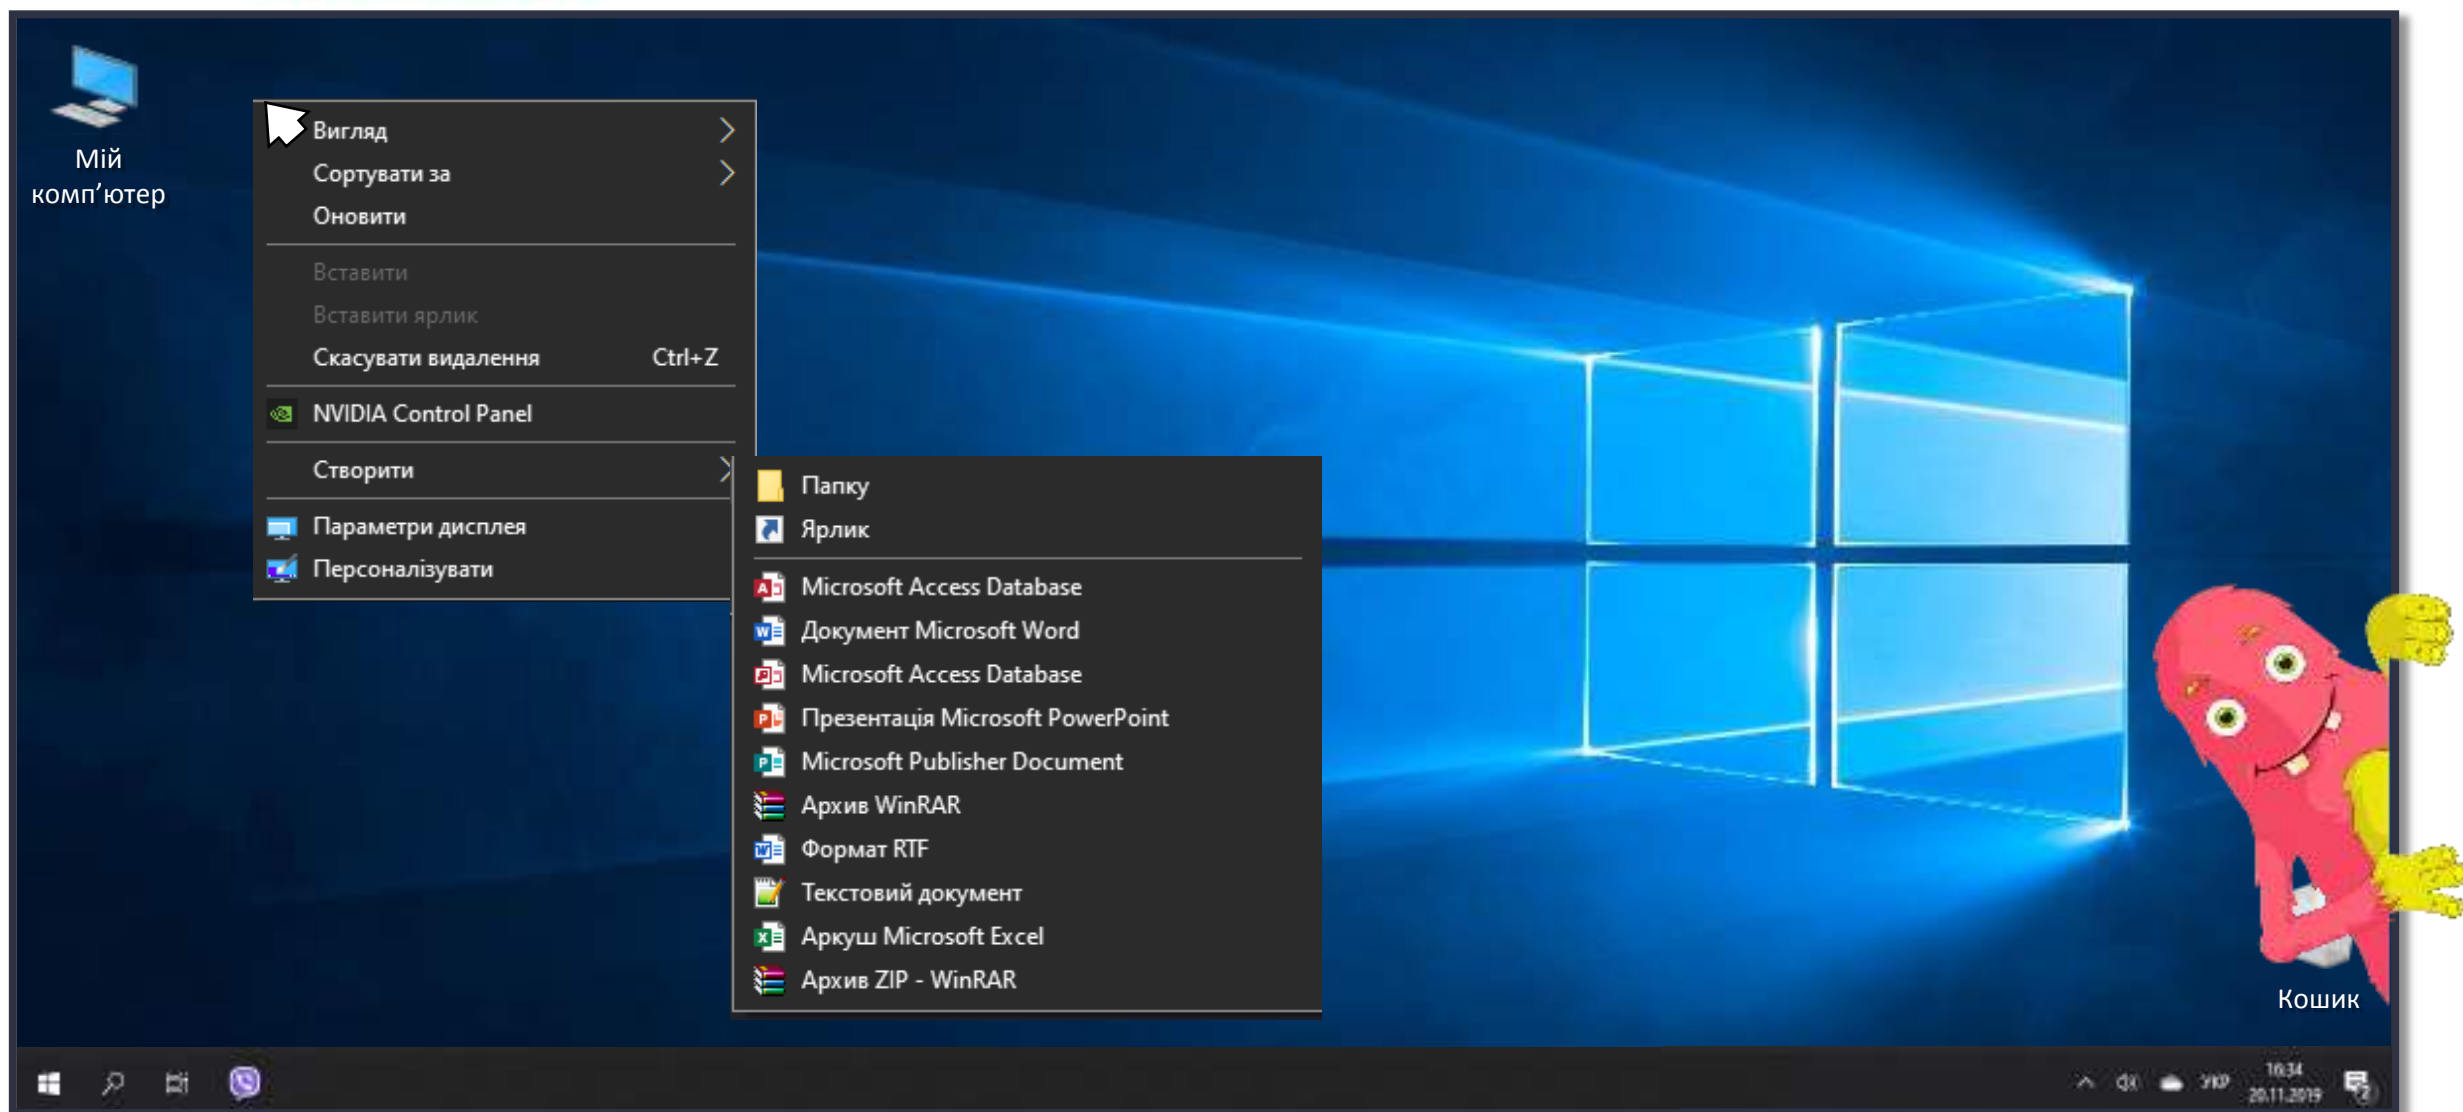 Мій
комп’ютер
Вигляд
Сортувати за
Оновити
Вставити
Вставити ярлик
Скасувати видалення Ctrl+Z
NVIDIA Control Panel
Створити
Параметри дисплея
Персоналізувати
Папку
Ярлик
Microsoft Access Database
Документ Microsoft Word
Microsoft Access Database
Презентація Microsoft PowerPoint
Microsoft Publisher Document
Архив WinRAR
Формат RTF
Текстовий документ
Аркуш Microsoft Excel
Архив ZIP - WinRAR
Кошик
УКР
16:34
20.11.2019
2